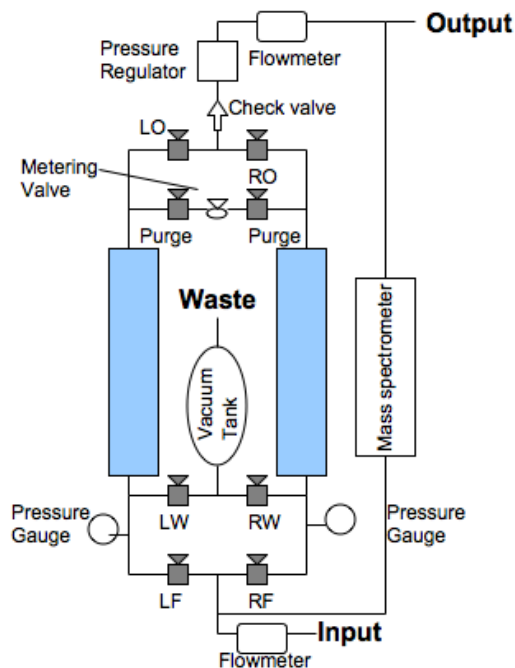 Output
Pressure
Regulator
Flowmeter
Check valve
LO
Metering
Valve
RO
Purge
Purge
Waste
Vacuum
Tank
Mass spectrometer
Pressure
Gauge
LW
RW
Pressure
Gauge
LF
RF
Input
Flowmeter